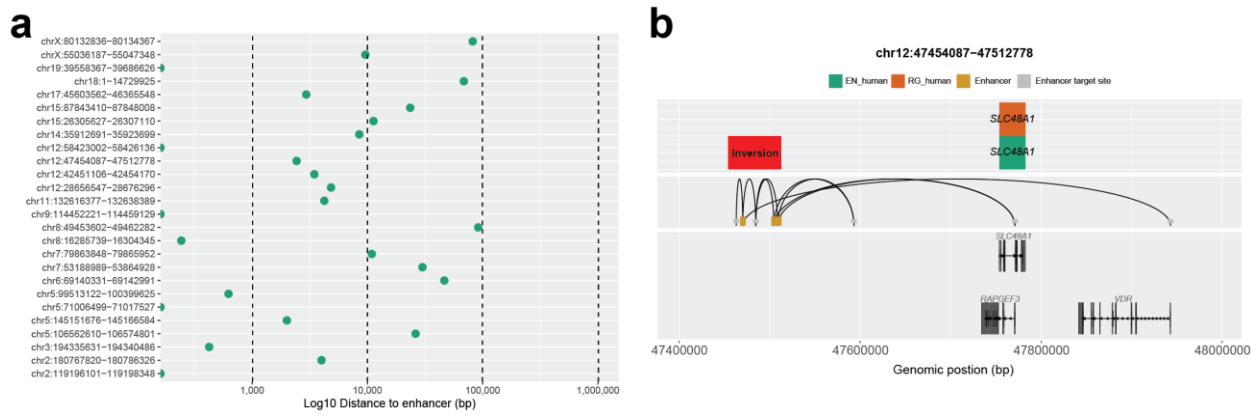 a
chrX:80132836−80134367
chrX:55036187−55047348
chr19:39558367−39686626
chr18:1−14729925
chr17:45603562−46365548
chr15:87843410−87848008
chr15:26305627−26307110
chr14:35912691−35923699
chr12:58423002−58426136
chr12:47454087−47512778
chr12:42451106−42454170
chr12:28656547−28676296
chr11:132616377−132638389
chr9:114452221−114459129
chr8:49453602−49462282
chr8:16285739−16304345
chr7:79863848−79865952
chr7:53188989−53864928
chr6:69140331−69142991
chr5:99513122−100399625
chr5:71006499−71017527
chr5:145151676−145166584
chr5:106562610−106574801
chr3:194335631−194340486
chr2:180767820−180786326
chr2:119196101−119198348
1,000 10,000 100,000 1,000,000
Log10 Distance to enhancer (bp)
b
chr12:47454087−47512778
EN_human RG_human Enhancer Enhancer target site
SLC48A1
Inversion SLC48A1
SLC48A1
RAPGEF3 VDR
47400000 47600000 47800000 48000000
Genomic postion (bp)